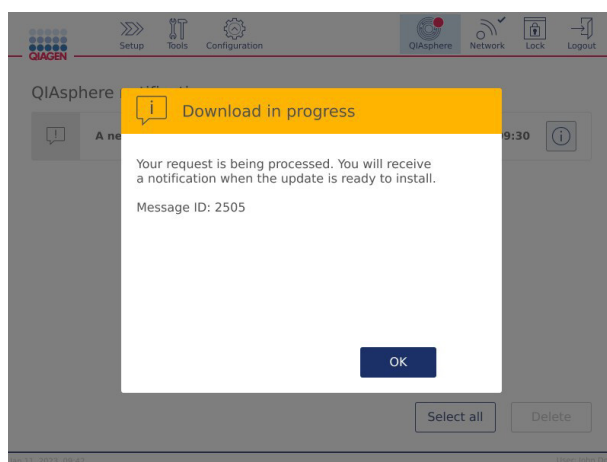 QIAGEN
Setup
Tools
Configuration
QIAsphere
Network
Lock
Logout
QIAsphere
Download in progress
A ne
9:30
Your request is being processed. You will receive
a notification when the update is ready to install.
Message ID: 2505
OK
Select all
Delete